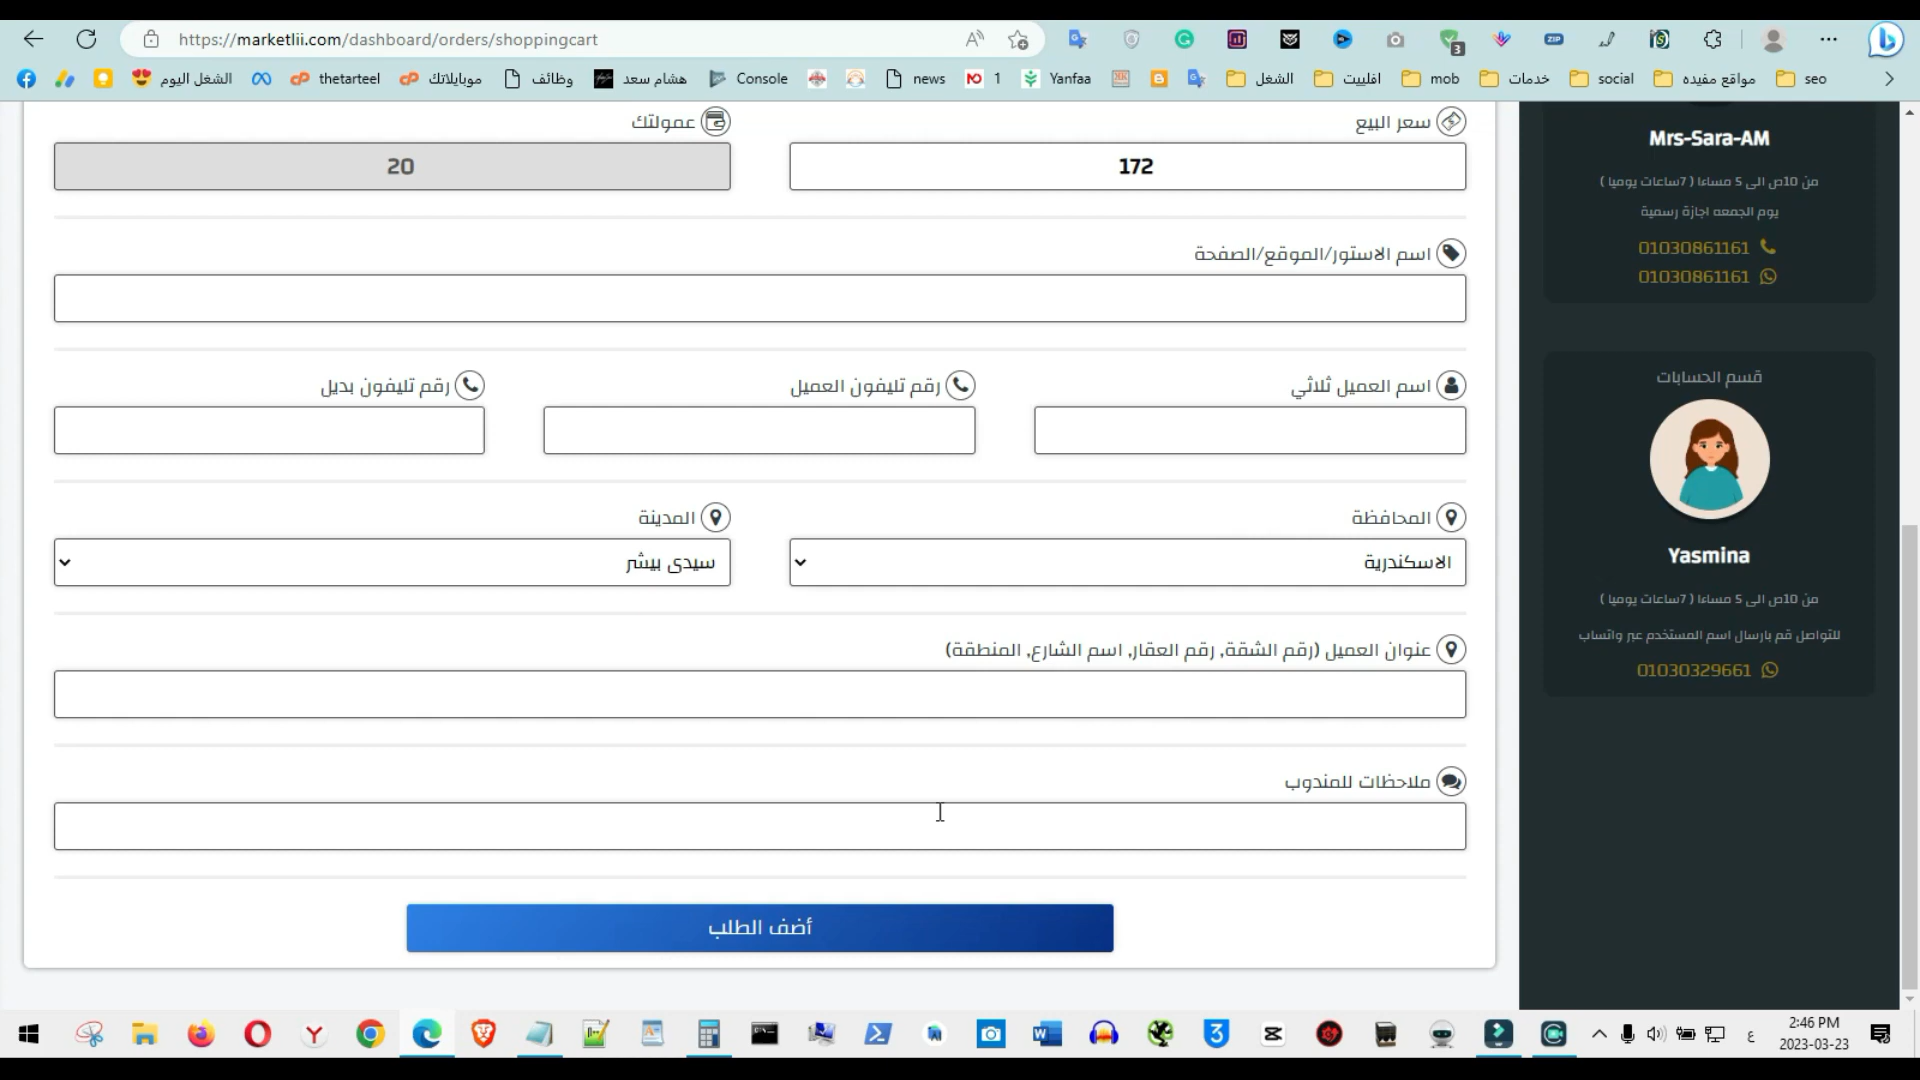 https://marketlii.com/dashboard/orders/shoppingcart
3
ZIP
الشغل اليوم
thetarteel
موبايلاتك
وظائف
هشام سعد
Console
news
1
Yanfaa
الشغل
افلييت
mob
خدمات
social
مواقع مفيده
seo
سعر البيع
عمولتك
172
20
اسم الاستور/الموقع/الصفحة
اسم العميل ثلاثي
رقم تليفون العميل
رقم تليفون بديل
المحافظة
المدينة
الاسكندرية
سيدى بيشر
عنوان العميل (رقم الشقة, رقم العقار, اسم الشارع, المنطقة)
ملاحظات للمندوب
أضف الطلب
Mrs-Sara-AM
من 10ص الى 5 مساءا ( 7ساعات يوميا )
يوم الجمعه اجازة رسمية
01030861161
01030861161
قسم الحسابات
Yasmina
من 10ص الى 5 مساءا ( 7ساعات يوميا )
للتواصل قم بارسال اسم المستخدم عبر واتساب
01030329661
ع
2:46 PM
2023-03-23